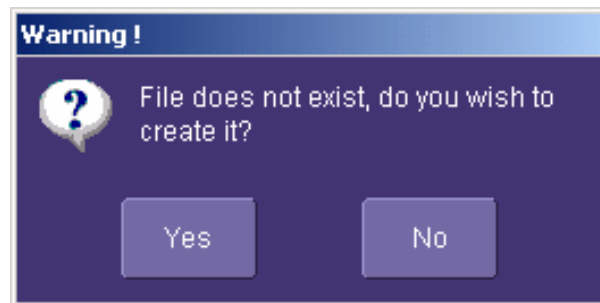 Warning !
File does not exist, do you wish to
create it?
Yes
No